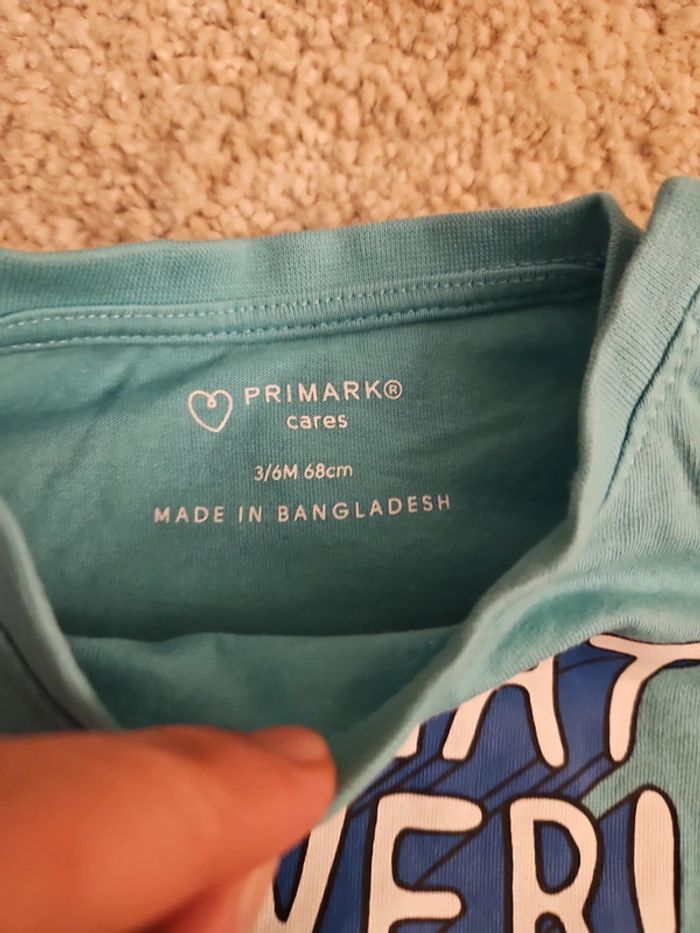 PRIMARK®
cares
3/6M 68cm
MADE IN BANGLADESH